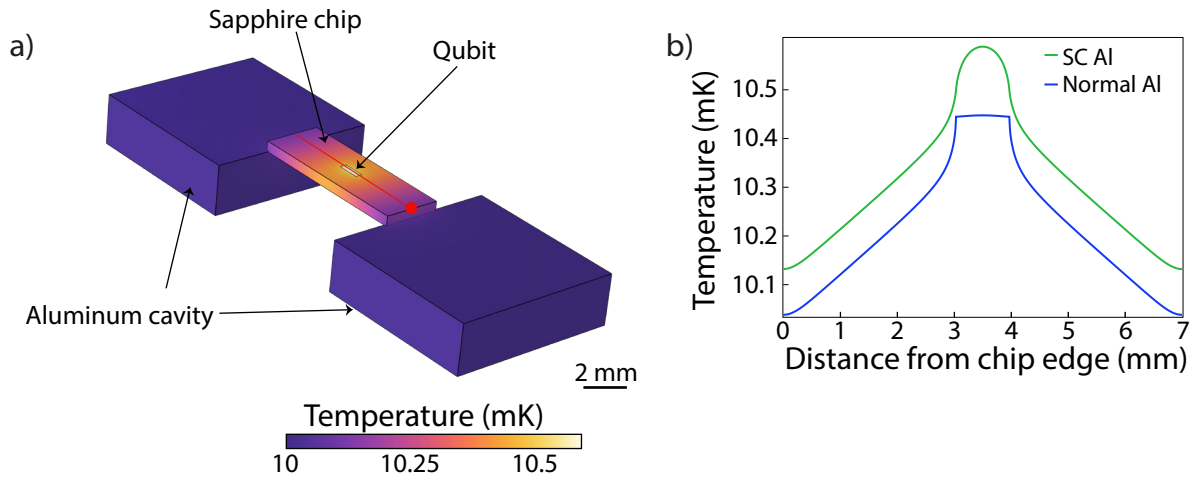 a)
Sapphire chip
Qubit
Aluminum cavity
2 mm
Temperature (mK)
10
10.25
10.5
b)
SC Al
Normal Al
Temperature (mK)
10.5
10.4
10.3
10.2
10.1
0 1 2 3 4 5 6 7
Distance from chip edge (mm)